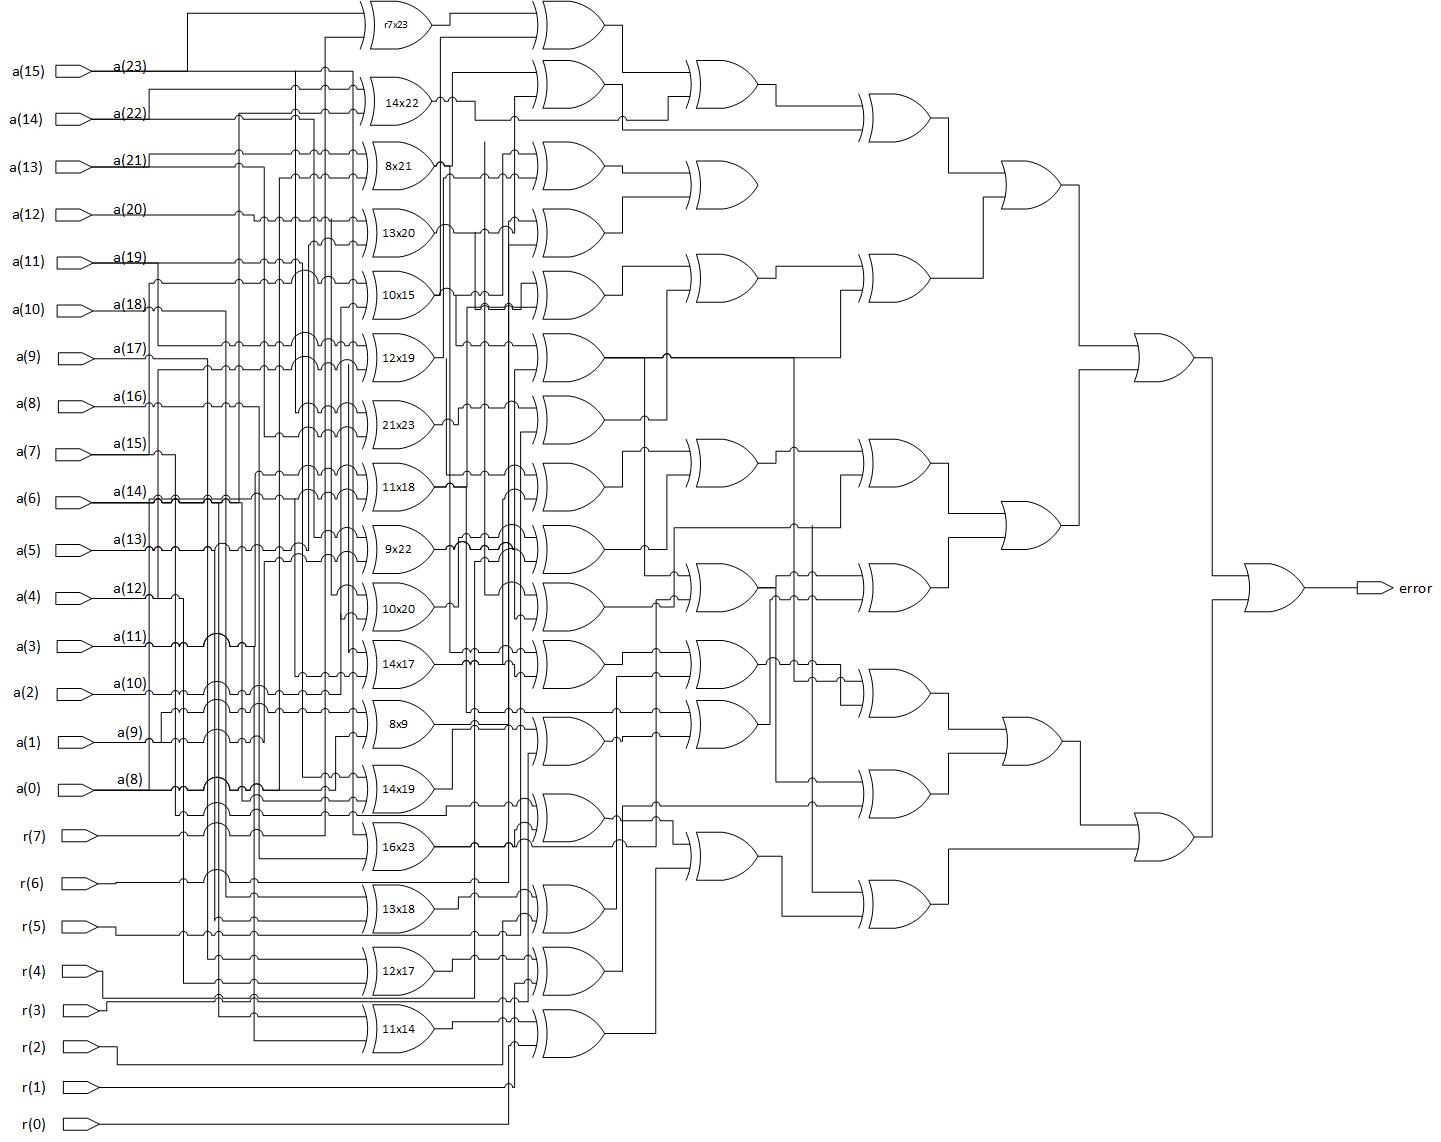 r7x23
a(15) a(23)
14x22
a(14) a(22)
a(13) a(21) 8x21
a(12) a(20)
13x20
a(11) a(19)
10x15
a(10) a(18)
a(9) a(17) 12x19
a(8) a(16)
21x23
a(7) a(15)
a(6) a(14) 11x18
a(5) a(13) 9x22
a(4) a(12) error
10x20
a(3) a(11)
14x17
a(2) a(10)
8x9
a(1) a(9)
a(0) a(8) 14x19
r(7)
16x23
r(6)
13x18
r(5)
r(4) 12x17
r(3)
11x14
r(2)
r(1)
r(0)